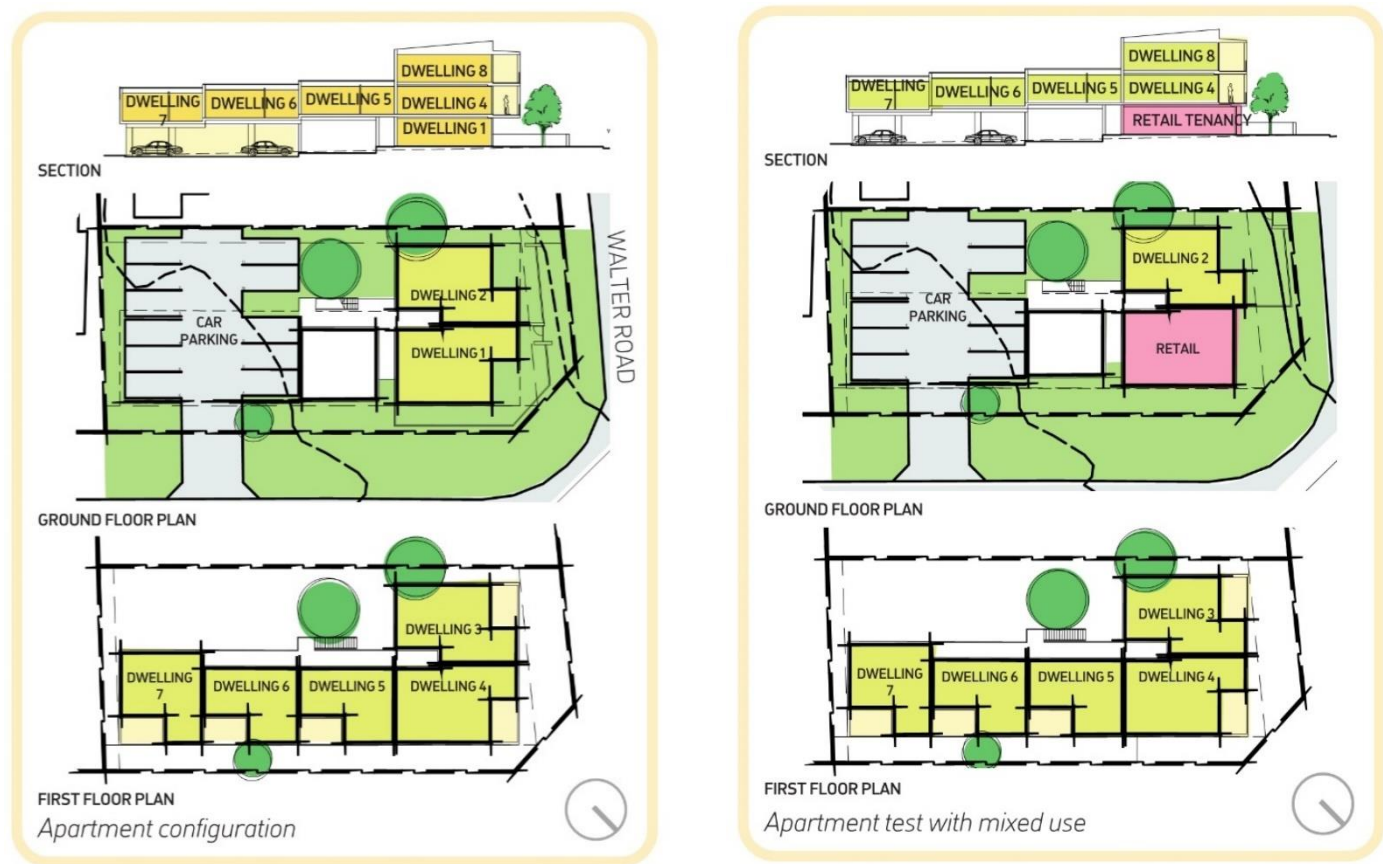 DWELLING 8
DWELLING
7
DWELLING 6
DWELLING 5
DWELLING 4
DWELLING 1
SECTION
WALTER ROAD
DWELLING 2
CAR
PARKING
DWELLING 1
GROUND FLOOR PLAN
DWELLING 3
DWELLING
7
DWELLING 6
DWELLING 5
DWELLING 4
FIRST FLOOR PLAN
Apartment configuration
DWELLING 8
DWELLING
7
DWELLING 6
DWELLING 5
DWELLING 4
RETAIL TENANCY
SECTION
DWELLING 2
CAR
PARKING
RETAIL
GROUND FLOOR PLAN
DWELLING 3
DWELLING
7
DWELLING 6
DWELLING 5
DWELLING 4
FIRST FLOOR PLAN
Apartment test with mixed use